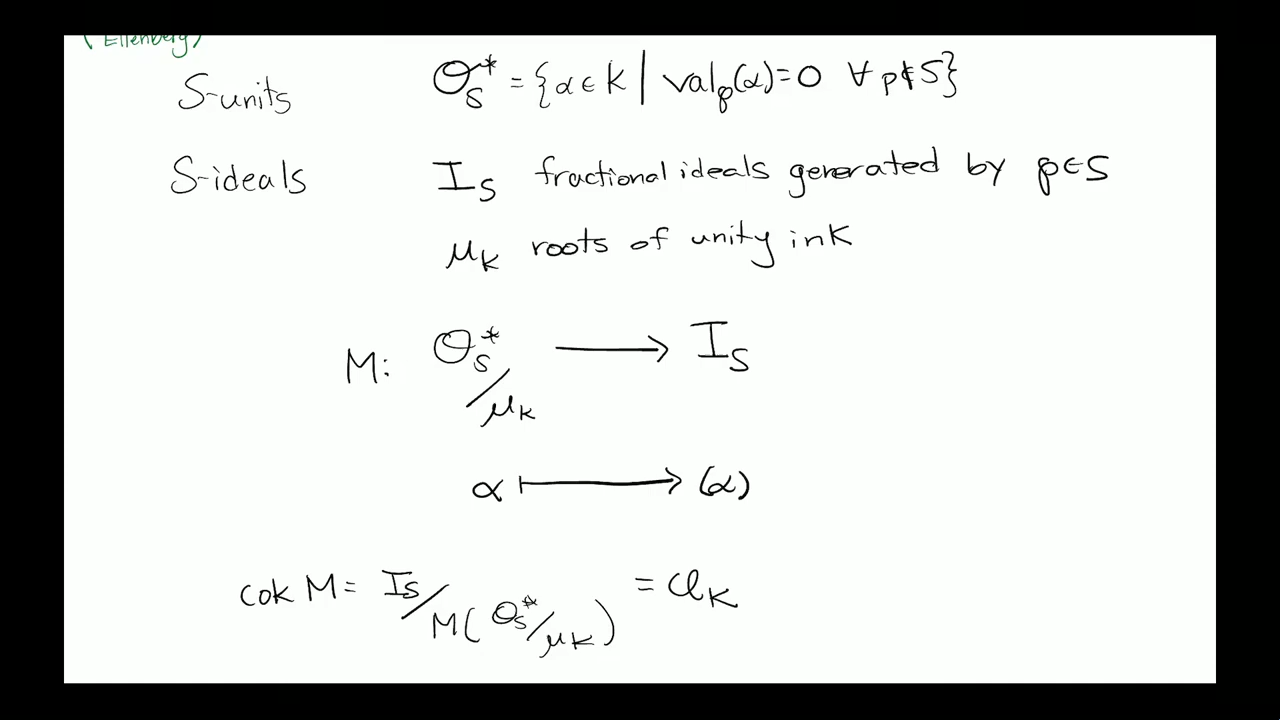 (Ellenberg)
S-units O_S^* = {α ∈ K | val_℘(α)=0 ∀ p∉S}
S-ideals I_S fractional ideals generated by ℘∈S
μ_K roots of unity in K
M: O_S^*/μ_K ⟶ I_S
α ⟼ (α)
cok M = I_S/M(O_S^*/μ_K) = Cl_K